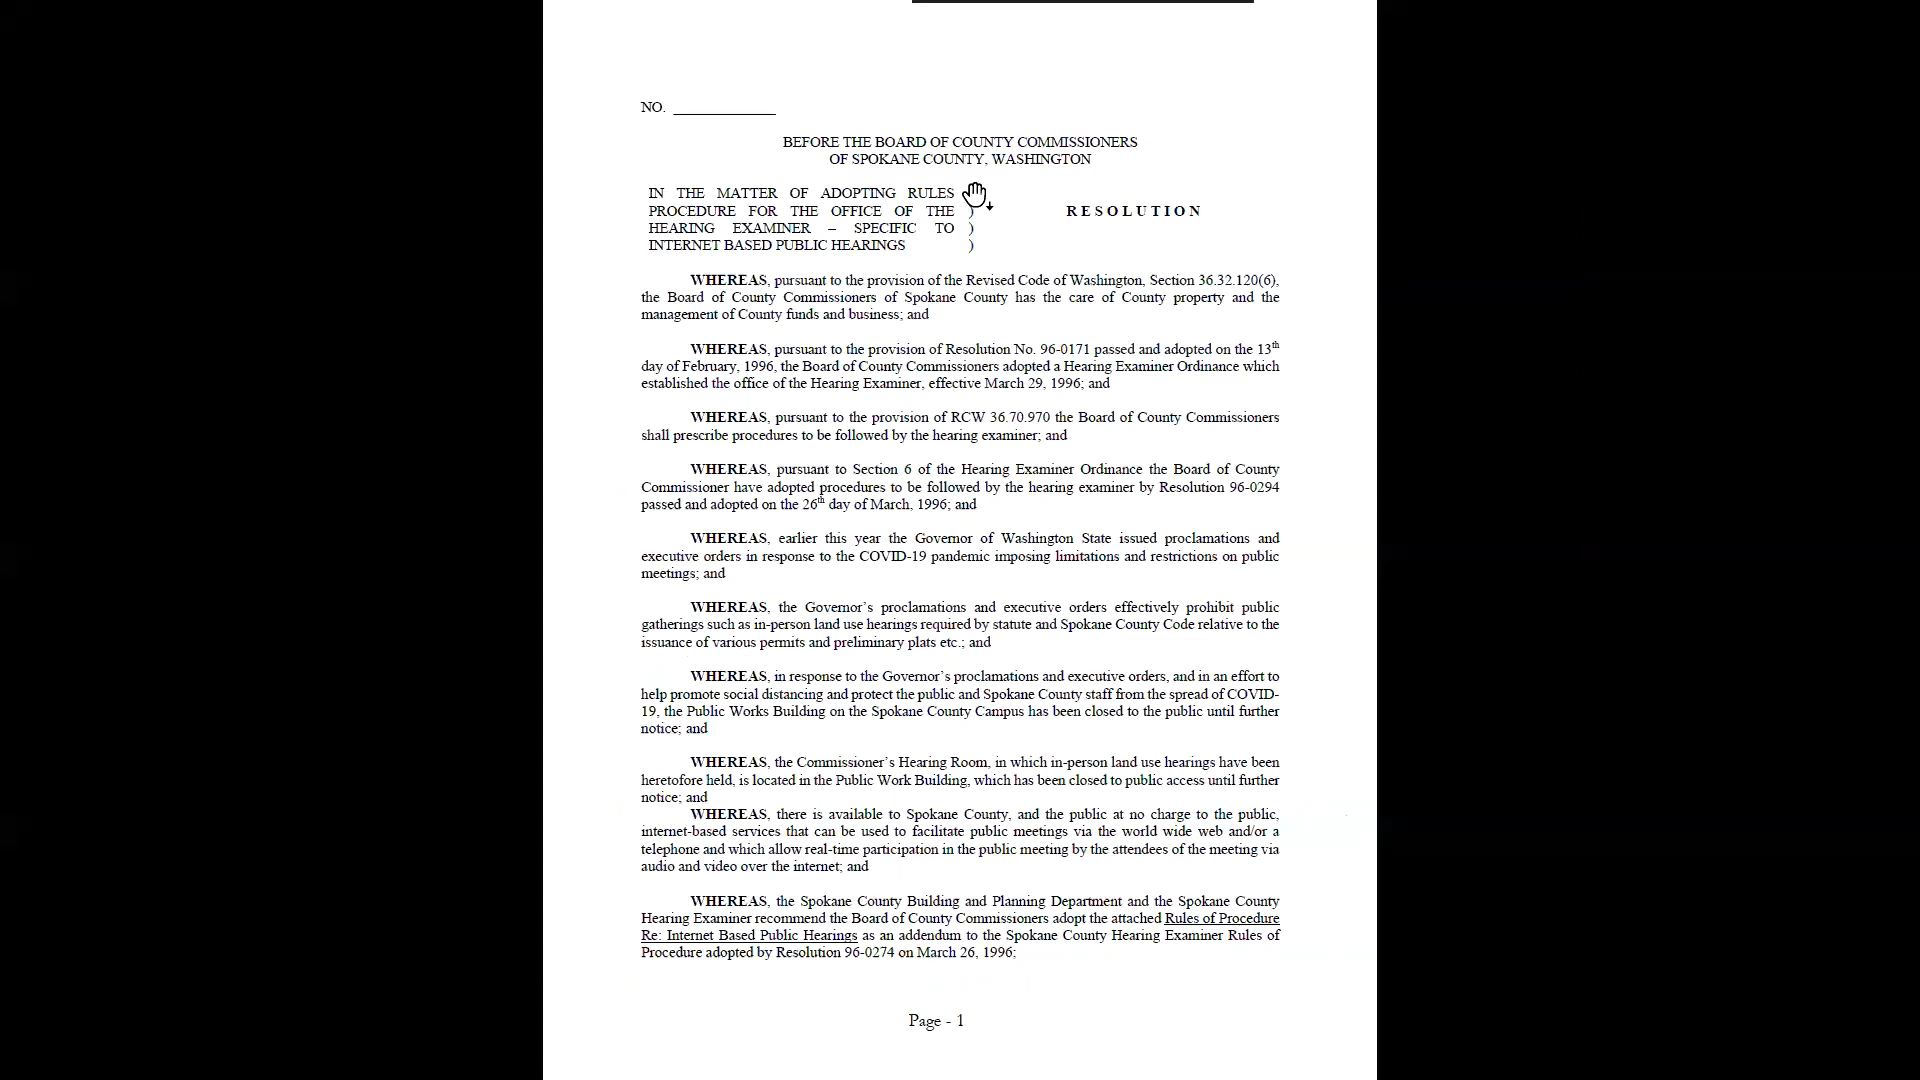 NO. ______________
BEFORE THE BOARD OF COUNTY COMMISSIONERS
OF SPOKANE COUNTY, WASHINGTON
IN THE MATTER OF ADOPTING RULES
PROCEDURE FOR THE OFFICE OF THE ) RESOLUTION
HEARING EXAMINER – SPECIFIC TO )
INTERNET BASED PUBLIC HEARINGS )
WHEREAS, pursuant to the provision of the Revised Code of Washington, Section 36.32.120(6),
the Board of County Commissioners of Spokane County has the care of County property and the
management of County funds and business; and
WHEREAS, pursuant to the provision of Resolution No. 96-0171 passed and adopted on the 13th
day of February, 1996, the Board of County Commissioners adopted a Hearing Examiner Ordinance which
established the office of the Hearing Examiner, effective March 29, 1996; and
WHEREAS, pursuant to the provision of RCW 36.70.970 the Board of County Commissioners
shall prescribe procedures to be followed by the hearing examiner; and
WHEREAS, pursuant to Section 6 of the Hearing Examiner Ordinance the Board of County
Commissioner have adopted procedures to be followed by the hearing examiner by Resolution 96-0294
passed and adopted on the 26th day of March, 1996; and
WHEREAS, earlier this year the Governor of Washington State issued proclamations and
executive orders in response to the COVID-19 pandemic imposing limitations and restrictions on public
meetings; and
WHEREAS, the Governor’s proclamations and executive orders effectively prohibit public
gatherings such as in-person land use hearings required by statute and Spokane County Code relative to the
issuance of various permits and preliminary plats etc.; and
WHEREAS, in response to the Governor’s proclamations and executive orders, and in an effort to
help promote social distancing and protect the public and Spokane County staff from the spread of COVID-
19, the Public Works Building on the Spokane County Campus has been closed to the public until further
notice; and
WHEREAS, the Commissioner’s Hearing Room, in which in-person land use hearings have been
heretofore held, is located in the Public Work Building, which has been closed to public access until further
notice; and
WHEREAS, there is available to Spokane County, and the public at no charge to the public,
internet-based services that can be used to facilitate public meetings via the world wide web and/or a
telephone and which allow real-time participation in the public meeting by the attendees of the meeting via
audio and video over the internet; and
WHEREAS, the Spokane County Building and Planning Department and the Spokane County
Hearing Examiner recommend the Board of County Commissioners adopt the attached Rules of Procedure
Re: Internet Based Public Hearings as an addendum to the Spokane County Hearing Examiner Rules of
Procedure adopted by Resolution 96-0274 on March 26, 1996;
Page - 1